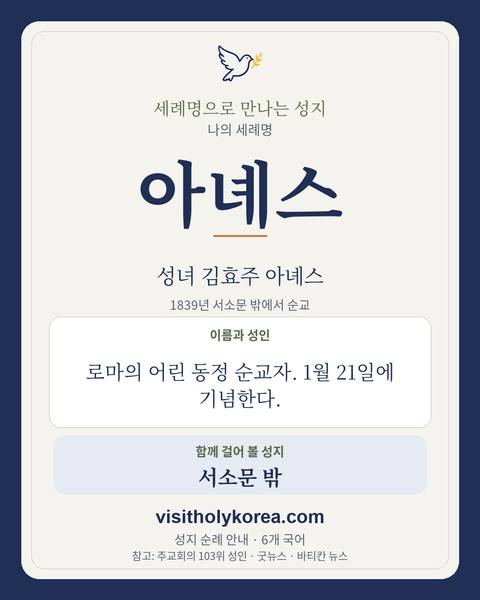 세례명으로 만나는 성지
나의 세례명
아녜스
성녀 김효주 아녜스
1839년 서소문 밖에서 순교
이름과 성인
로마의 어린 동정 순교자. 1월 21일에
기념한다.
함께 걸어 볼 성지
서소문 밖
visitholykorea.com
성지 순례 안내 · 6개 국어
참고: 주교회의 103위 성인 · 굿뉴스 · 바티칸 뉴스